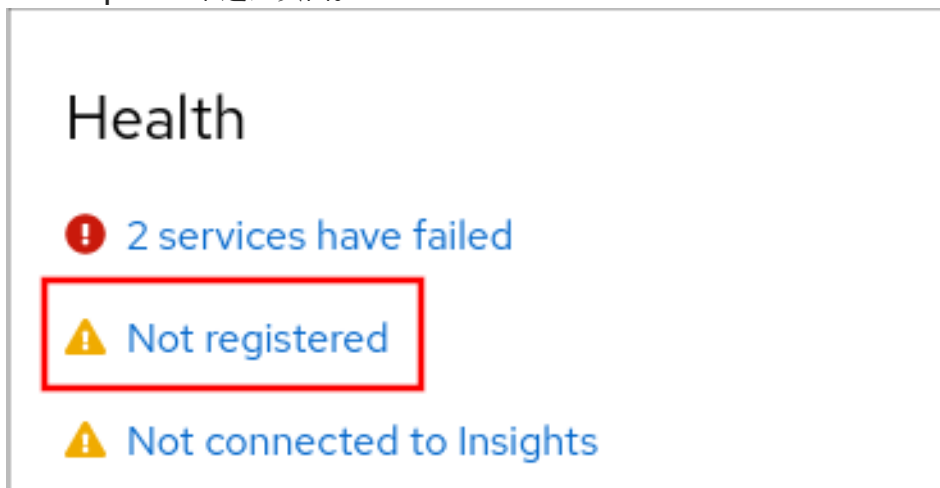 Health
2 services have failed
Not registered
Not connected to Insights